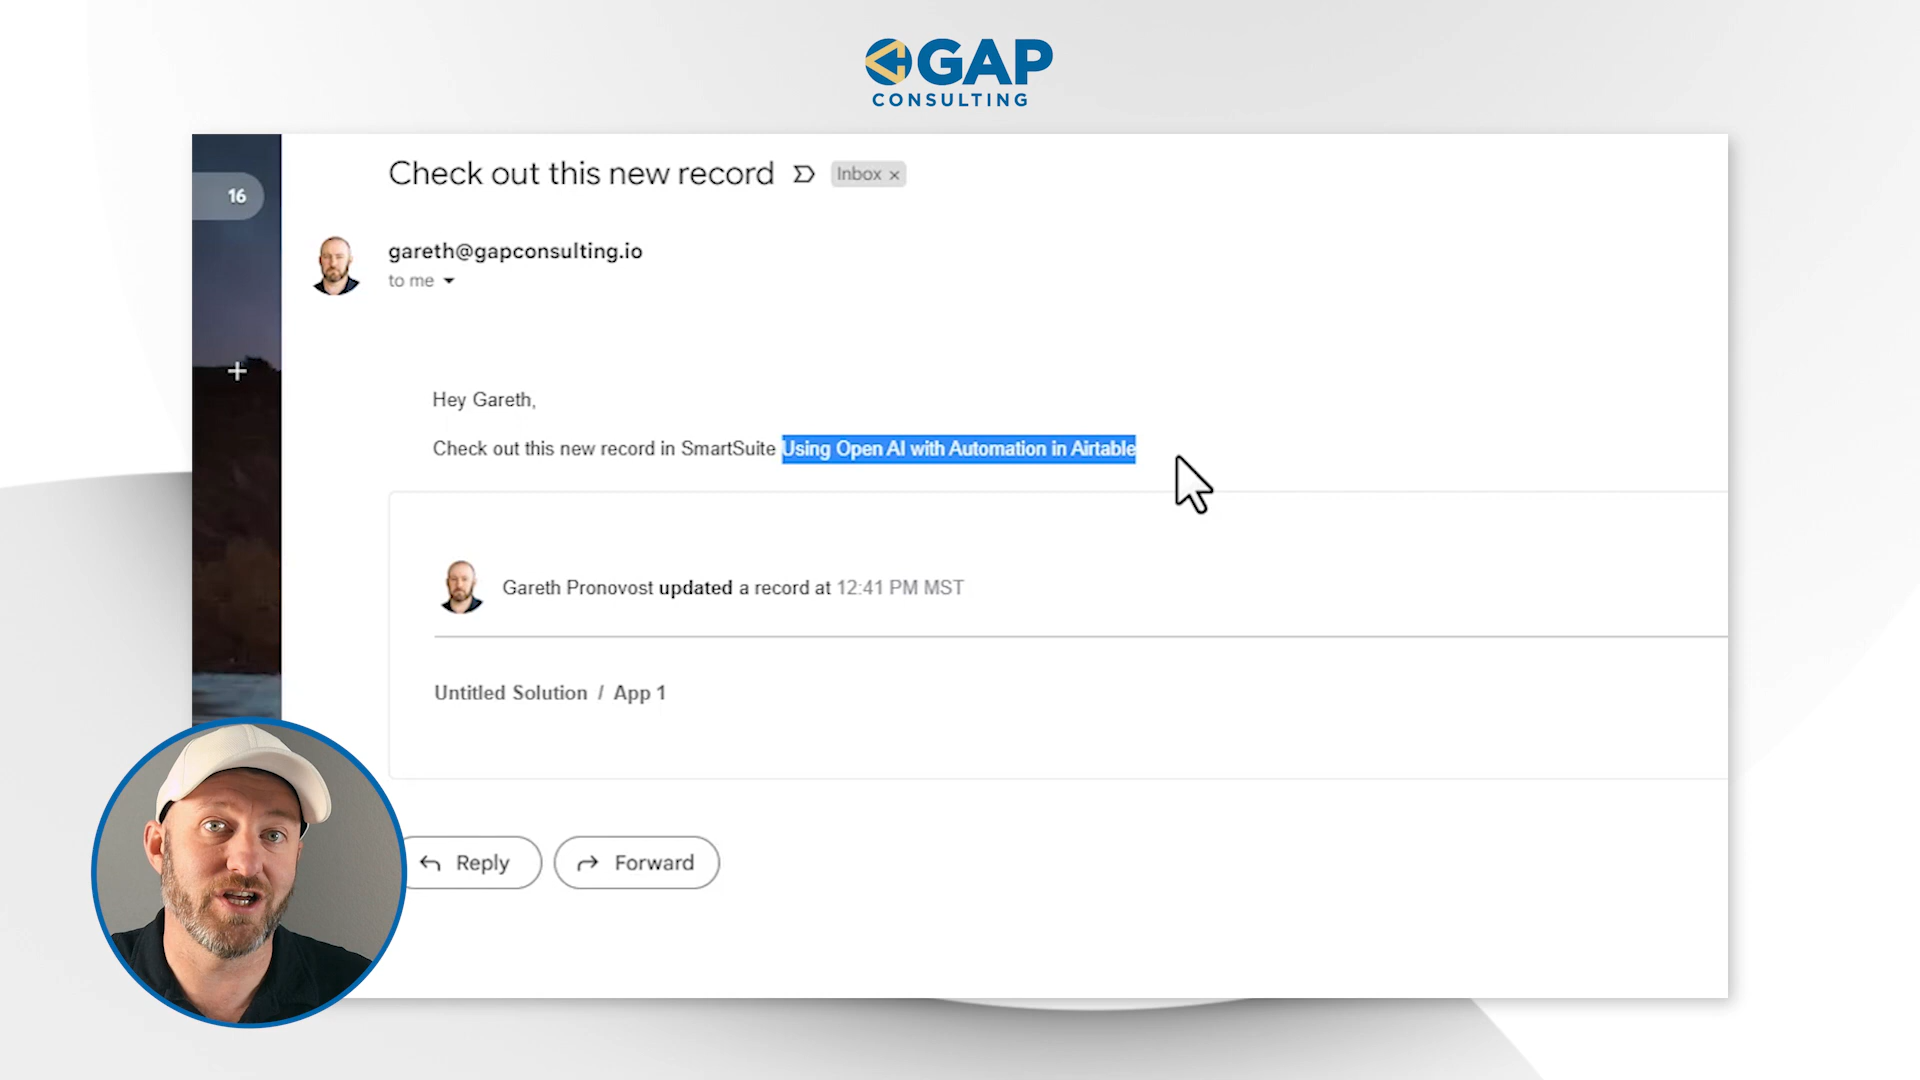 GAP
CONSULTING
Check out this new record Inbox ×
16
gareth@gapconsulting.io
to me
Hey Gareth,
Check out this new record in SmartSuite Using Open AI with Automation in Airtable
Gareth Pronovost updated a record at 12:41 PM MST
Untitled Solution / App 1
Reply Forward